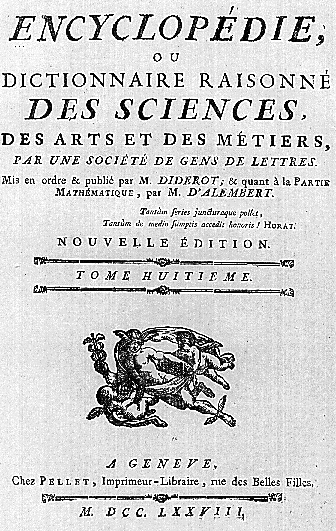 ENCYCLOPÉDIE,
OU
DICTIONNAIRE RAISONNÉ
DES SCIENCES,
DES ARTS ET DES MÉTIERS,
PAR UNE SOCIÉTÉ DE GENS DE LETTRES.
Mis en ordre & publié par M. DIDEROT; & quant à la PARTIE
MATHÉMATIQUE, par M. D'ALEMBERT.
Tantùm series juncturaque pollet,
Tantùm de medio sumptis accedit honoris! HORAT.
NOUVELLE ÉDITION.
TOME HUITIEME.
A GENEVE,
Chez PELLET, Imprimeur-Libraire, rue des Belles Filles.
M. DCC. LXXVIII.